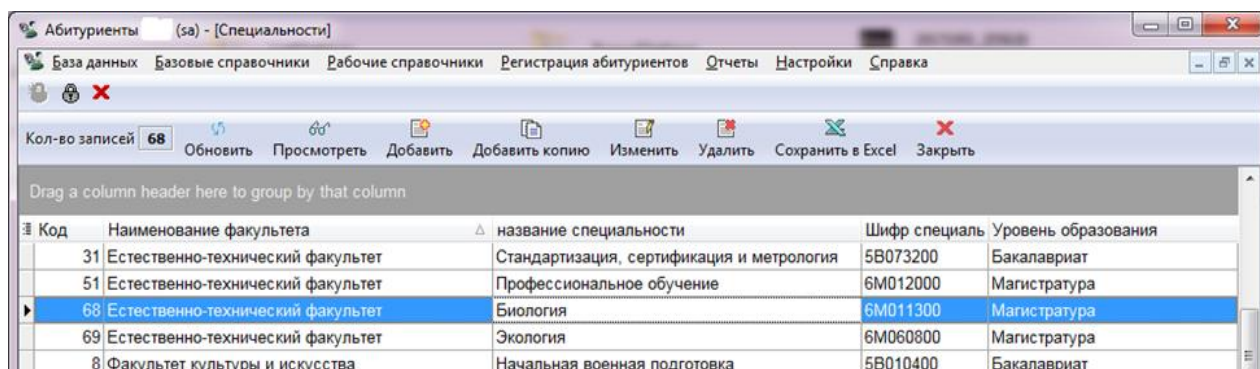 Абитуриенты (sa) - [Специальности]
База данных Базовые справочники Рабочие справочники Регистрация абитуриентов Отчеты Настройки Справка
Кол-во записей 68 Обновить Просмотреть Добавить Добавить копию Изменить Удалить Сохранить в Excel Закрыть
Drag a column header here to group by that column
Код Наименование факультета название специальности Шифр специаль Уровень образования
31 Естественно-технический факультет Стандартизация, сертификация и метрология 5B073200 Бакалавриат
51 Естественно-технический факультет Профессиональное обучение 6M012000 Магистратура
68 Естественно-технический факультет Биология 6M011300 Магистратура
69 Естественно-технический факультет Экология 6M060800 Магистратура
8 Факультет культуры и искусства Начальная военная подготовка 5B010400 Бакалавриат